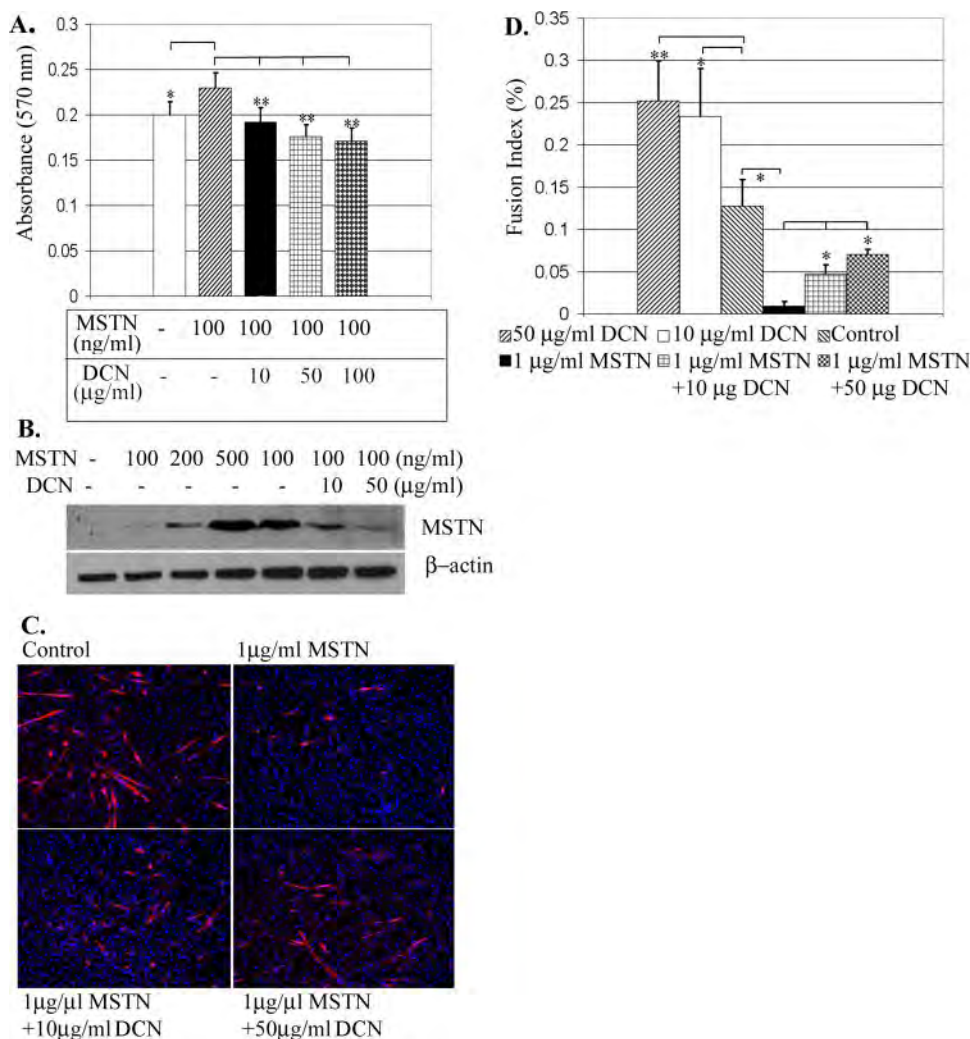 A.
0.3
0.25
0.2
0.15
0.1
0.05
0
Absorbance (570 nm)
* ** ** **
MSTN (ng/ml) - 100 100 100 100
DCN (μg/ml) - - 10 50 100
B.
MSTN - 100 200 500 100 100 100 (ng/ml)
DCN - - - - - 10 50 (μg/ml)
MSTN
β–actin
C.
Control 1μg/ml MSTN
1μg/μl MSTN 1μg/μl MSTN
+10μg/ml DCN +50μg/ml DCN
D.
0.3
0.25
0.2
0.15
0.1
0.05
0
Fusion Index (%)
** * * * *
50 μg/ml DCN 10 μg/ml DCN Control
1 μg/ml MSTN 1 μg/ml MSTN 1 μg/ml MSTN
+10 μg DCN +50 μg DCN